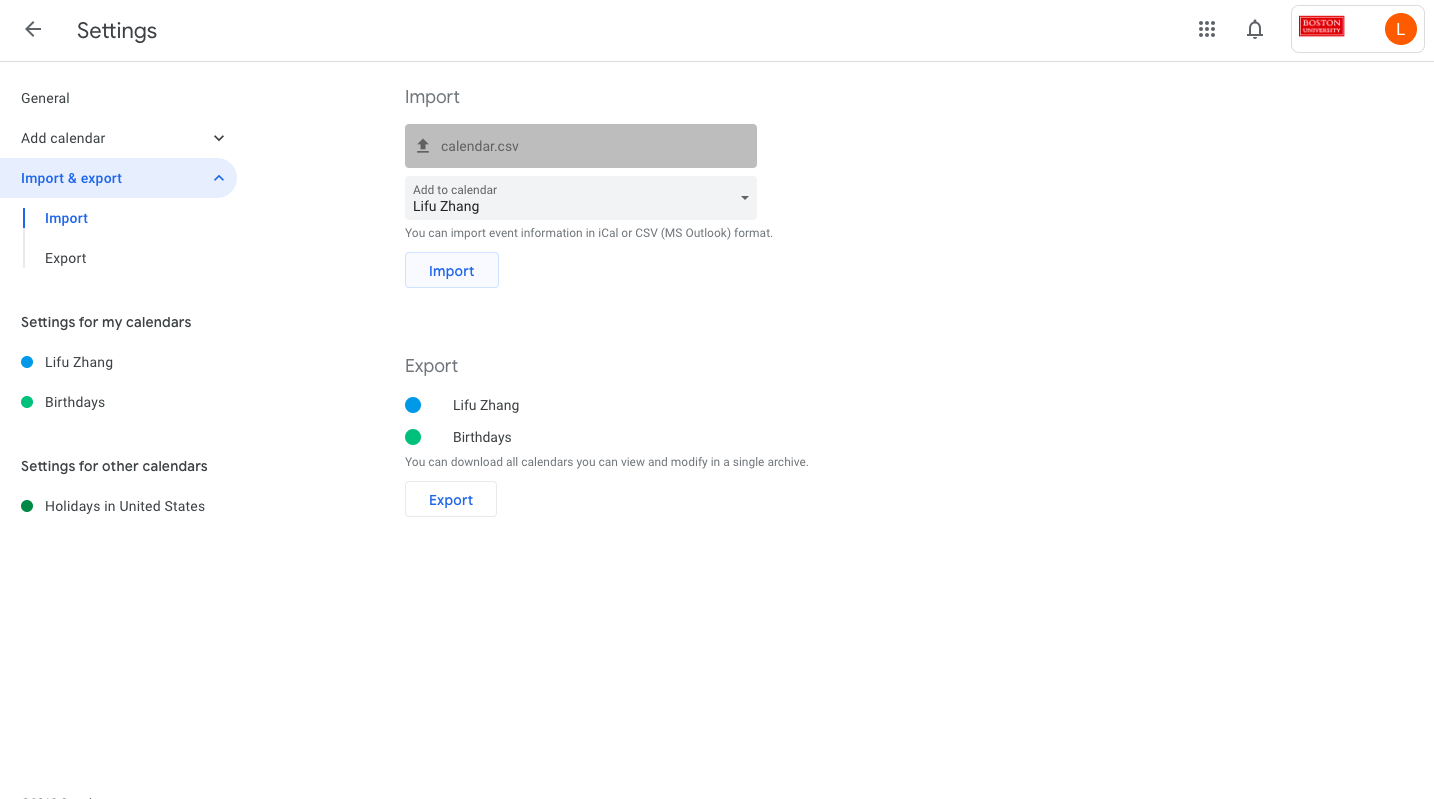 Settings
BOSTON
UNIVERSITY
L
General
Add calendar
Import & export
Import
Export
Settings for my calendars
Lifu Zhang
Birthdays
Settings for other calendars
Holidays in United States
Import
calendar.csv
Add to calendar
Lifu Zhang
You can import event information in iCal or CSV (MS Outlook) format.
Import
Export
Lifu Zhang
Birthdays
You can download all calendars you can view and modify in a single archive.
Export